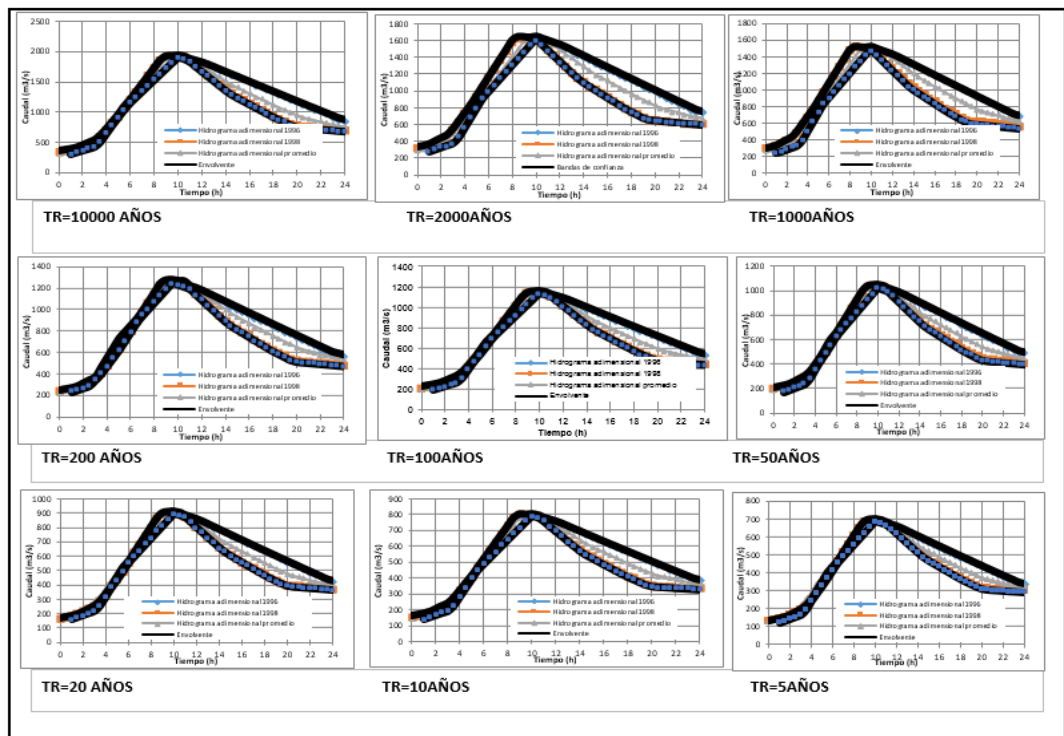 Caudal (m3/s)
2500
2000
1500
1000
500
0
0 2 4 6 8 10 12 14 16 18 20 22 24
Tiempo (h)
Hidrograma adimensional 1996
Hidrograma adimensional 1998
Hidrograma adimensional promedio
Envolvente
TR=10000 AÑOS
Caudal (m3/s)
1800
1600
1400
1200
1000
800
600
400
200
0
0 2 4 6 8 10 12 14 16 18 20 22 24
Tiempo (h)
Hidrograma adimensional 1996
Hidrograma adimensional 1998
Hidrograma adimensional promedio
Bandas de confianza
TR=2000AÑOS
Caudal (m3/s)
1800
1600
1400
1200
1000
800
600
400
200
0
0 2 4 6 8 10 12 14 16 18 20 22 24
Tiempo (h)
Hidrograma adimensional 1996
Hidrograma adimensional 1998
Hidrograma adimensional promedio
Envolvente
TR=1000AÑOS
Caudal (m3/s)
1400
1200
1000
800
600
400
200
0
0 2 4 6 8 10 12 14 16 18 20 22 24
Tiempo (h)
Hidrograma adimensional 1996
Hidrograma adimensional 1998
Hidrograma adimensional promedio
Envolvente
TR=200 AÑOS
Caudal (m3/s)
1400
1200
1000
800
600
400
200
0
0 2 4 6 8 10 12 14 16 18 20 22 24
Tiempo (h)
Hidrograma adimensional 1996
Hidrograma adimensional 1998
Hidrograma adimensional promedio
Envolvente
TR=100AÑOS
Caudal (m3/s)
1200
1000
800
600
400
200
0
0 2 4 6 8 10 12 14 16 18 20 22 24
Tiempo (h)
Hidrograma adimensional 1996
Hidrograma adimensional 1998
Hidrograma adimensional promedio
Envolvente
TR=50AÑOS
Caudal (m3/s)
1000
900
800
700
600
500
400
300
200
100
0
0 2 4 6 8 10 12 14 16 18 20 22 24
Tiempo (h)
Hidrograma adimensional 1996
Hidrograma adimensional 1998
Hidrograma adimensional promedio
Envolvente
TR=20 AÑOS
Caudal (m3/s)
900
800
700
600
500
400
300
200
100
0
0 2 4 6 8 10 12 14 16 18 20 22 24
Tiempo (h)
Hidrograma adimensional 1996
Hidrograma adimensional 1998
Hidrograma adimensional promedio
Envolvente
TR=10AÑOS
Caudal (m3/s)
800
700
600
500
400
300
200
100
0
0 2 4 6 8 10 12 14 16 18 20 22 24
Tiempo (h)
Hidrograma adimensional 1996
Hidrograma adimensional 1998
Hidrograma adimensional promedio
Envolvente
TR=5AÑOS